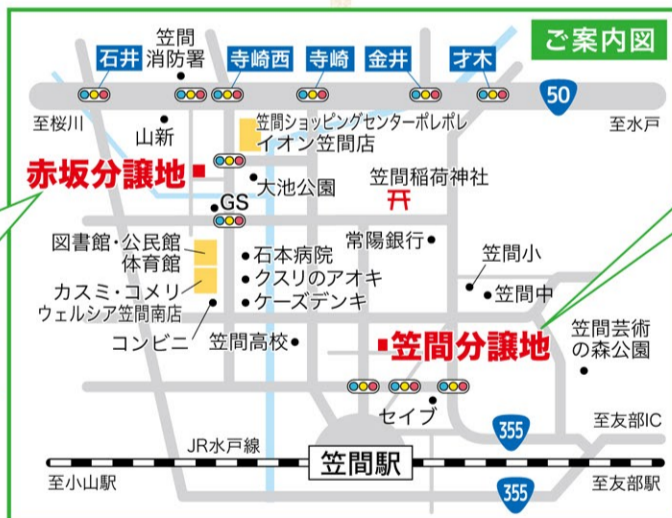 ご案内図
笠間
消防署
石井
寺崎西
寺崎
金井
才木
50
至桜川
至水戸
山新
笠間ショッピングセンターポレポレ
イオン笠間店
赤坂分譲地
大池公園
笠間稲荷神社
GS
図書館・公民館
体育館
石本病院
常陽銀行
笠間小
カスミ・コメリ
ウェルシア笠間南店
クスリのアオキ
笠間中
ケーズデンキ
コンビニ
笠間高校
笠間分譲地
笠間芸術
の森公園
セイブ
355
至友部IC
JR水戸線
笠間駅
至小山駅
355
至友部駅